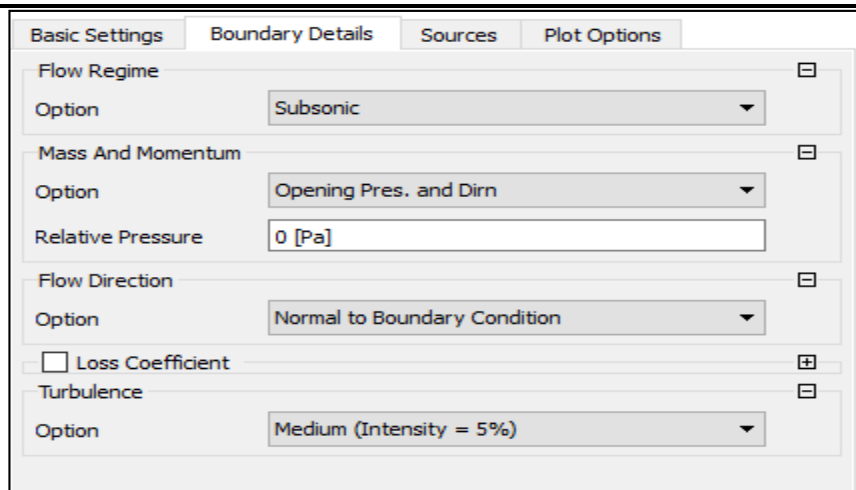 Basic Settings Boundary Details Sources Plot Options
Flow Regime
Option Subsonic
Mass And Momentum
Option Opening Pres. and Dirn
Relative Pressure 0 [Pa]
Flow Direction
Option Normal to Boundary Condition
Loss Coefficient
Turbulence
Option Medium (Intensity = 5%)